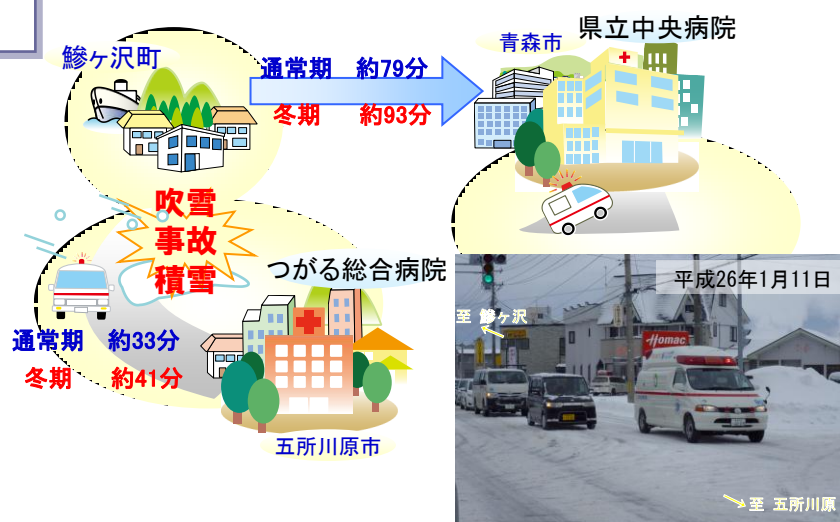 鰺ヶ沢町
通常期 約79分
冬期 約93分
青森市
県立中央病院
吹雪
事故
積雪
つがる総合病院
通常期 約33分
冬期 約41分
五所川原市
平成26年1月11日
至 鰺ヶ沢
Homac
至 五所川原